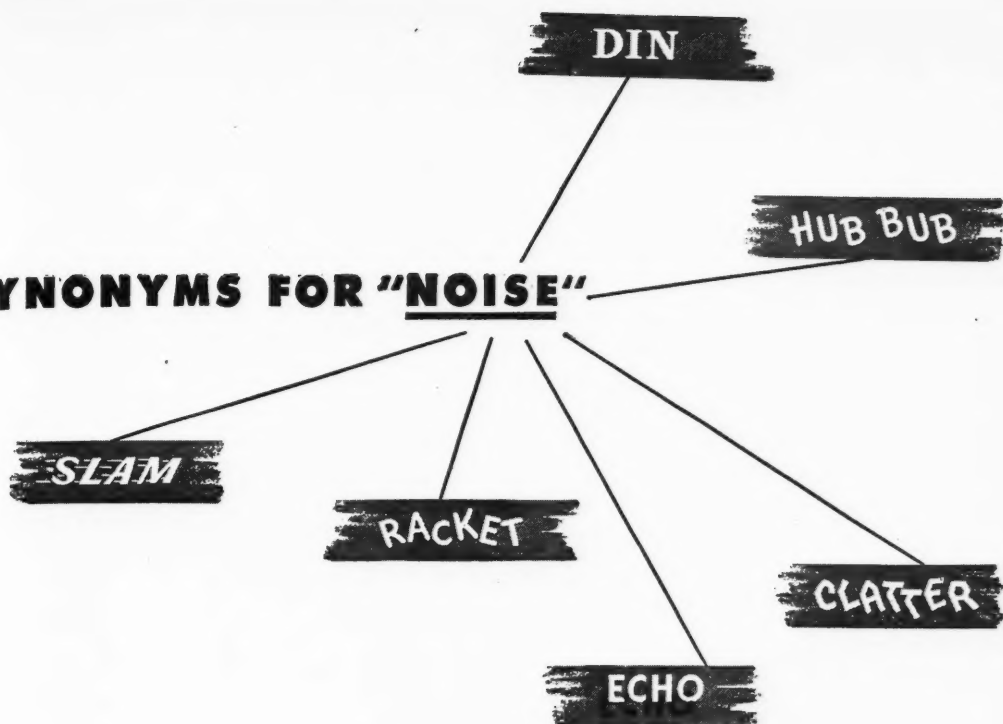 DIN
HUB BUB
YNONYMS FOR "NOISE"
SLAM
RACKET
CLATTER
ECHO